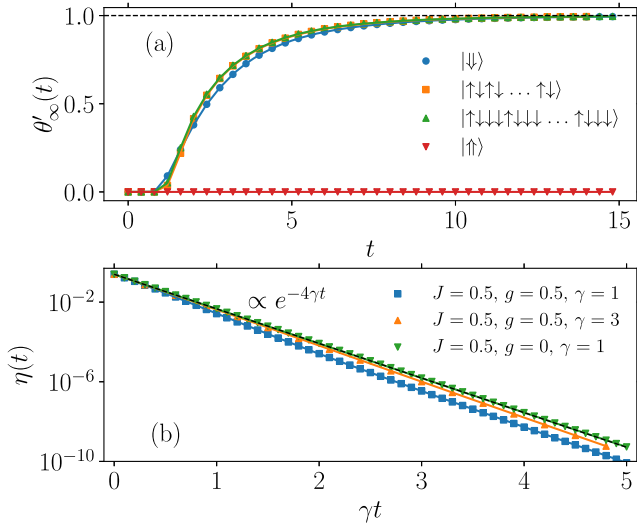 1.0
0.5
0.0
θ′∞(t)
(a)
|⇓⟩
|↑↓↑↓ … ↑↓⟩
|↑↓↓↓↑↓↓↓ … ↑↓↓↓⟩
|⇑⟩
0 5 10 15
t
10⁻²
10⁻⁶
10⁻¹⁰
η(t)
∝ e⁻⁴ᵞᵗ
J = 0.5, g = 0.5, γ = 1
J = 0.5, g = 0.5, γ = 3
J = 0.5, g = 0, γ = 1
(b)
0 1 2 3 4 5
γt